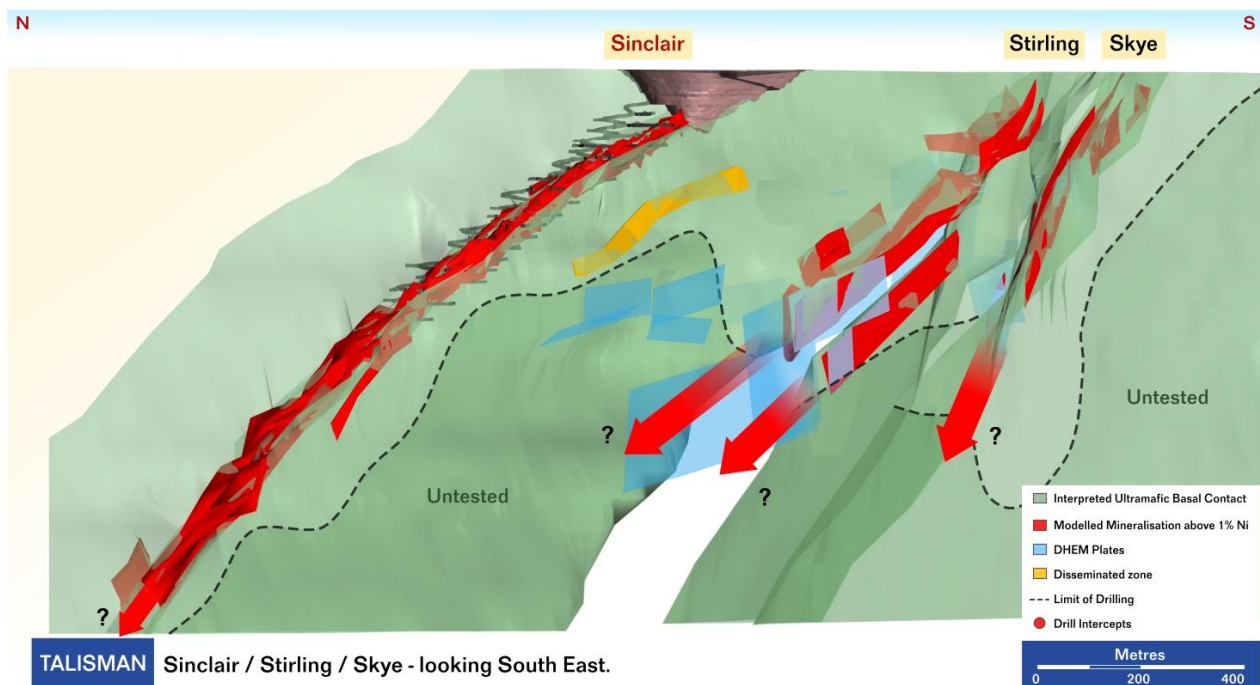 N
S
Sinclair
Stirling
Skye
Untested
Untested
?
?
?
?
Interpreted Ultramafic Basal Contact
Modelled Mineralisation above 1% Ni
DHEM Plates
Disseminated zone
Limit of Drilling
Drill Intercepts
TALISMAN
Sinclair / Stirling / Skye - looking South East.
Metres
0 200 400